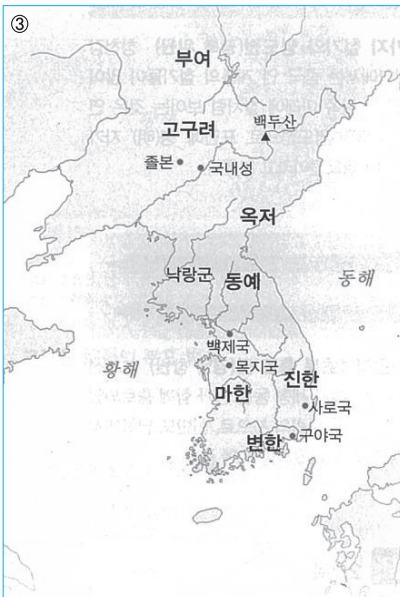 ③
부여
고구려
백두산
졸본
국내성
옥저
낙랑군
동예
동해
백제국
황해
목지국
마한
진한
사로국
변한
구야국